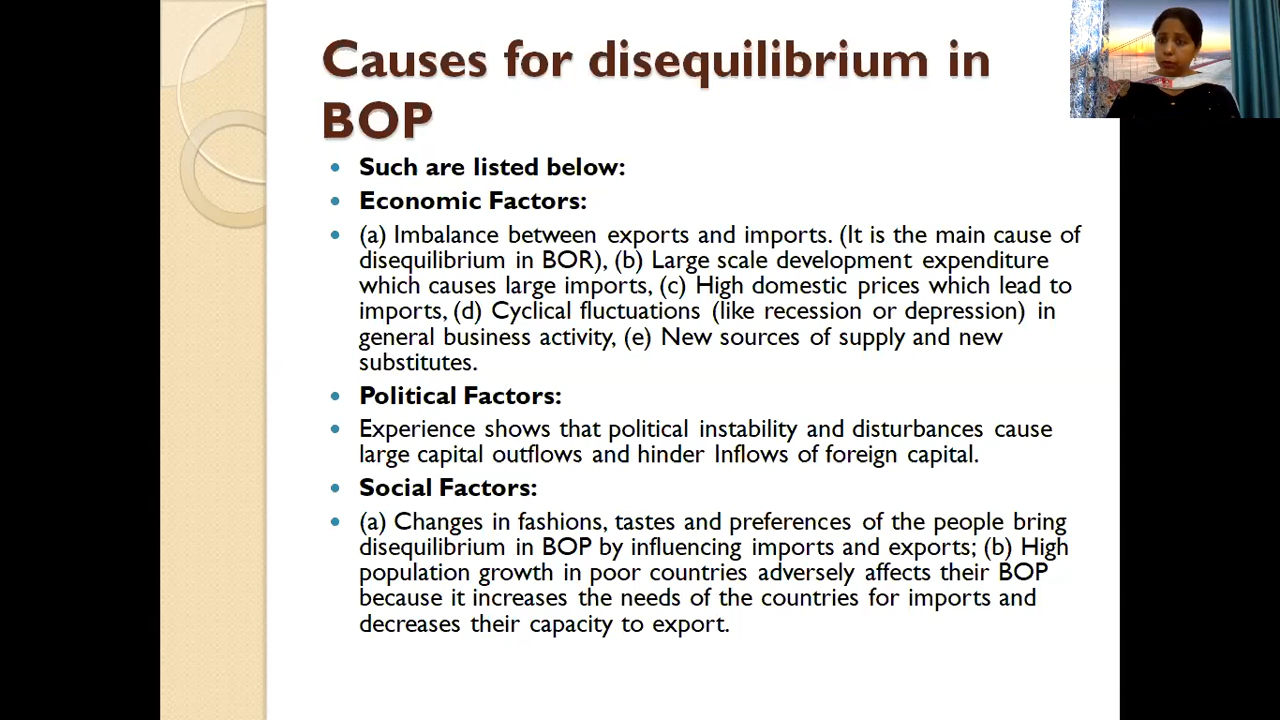 Causes for disequilibrium in
BOP
• Such are listed below:
• Economic Factors:
• (a) Imbalance between exports and imports. (It is the main cause of
disequilibrium in BOR), (b) Large scale development expenditure
which causes large imports, (c) High domestic prices which lead to
imports, (d) Cyclical fluctuations (like recession or depression) in
general business activity, (e) New sources of supply and new
substitutes.
• Political Factors:
• Experience shows that political instability and disturbances cause
large capital outflows and hinder Inflows of foreign capital.
• Social Factors:
• (a) Changes in fashions, tastes and preferences of the people bring
disequilibrium in BOP by influencing imports and exports; (b) High
population growth in poor countries adversely affects their BOP
because it increases the needs of the countries for imports and
decreases their capacity to export.